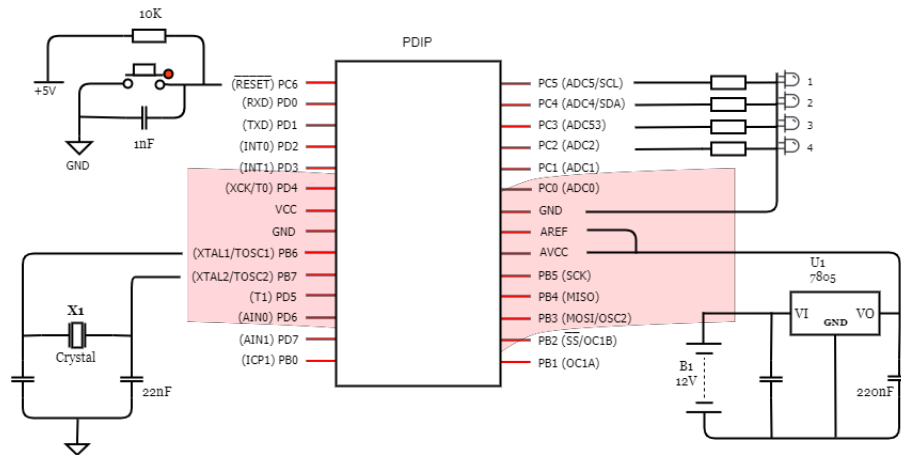 10K
+5V
GND
1nF
PDIP
(RESET) PC6
(RXD) PD0
(TXD) PD1
(INT0) PD2
(INT1) PD3
(XCK/T0) PD4
VCC
GND
(XTAL1/TOSC1) PB6
(XTAL2/TOSC2) PB7
(T1) PD5
(AIN0) PD6
(AIN1) PD7
(ICP1) PB0
PC5 (ADC5/SCL)
PC4 (ADC4/SDA)
PC3 (ADC53)
PC2 (ADC2)
PC1 (ADC1)
PC0 (ADC0)
GND
AREF
AVCC
PB5 (SCK)
PB4 (MISO)
PB3 (MOSI/OSC2)
PB2 (SS/OC1B)
PB1 (OC1A)
1
2
3
4
X1
Crystal
22nF
U1
7805
VI
VO
GND
B1
12V
220nF